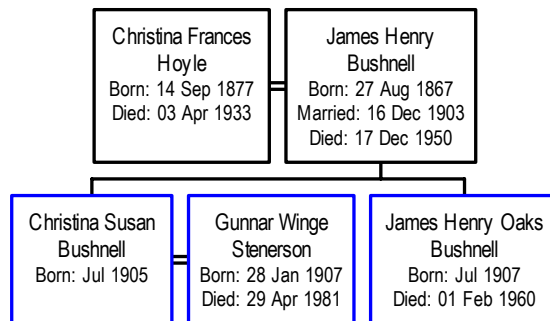 Christina Frances
Hoyle
Born: 14 Sep 1877
Died: 03 Apr 1933
James Henry
Bushnell
Born: 27 Aug 1867
Married: 16 Dec 1903
Died: 17 Dec 1950
Christina Susan
Bushnell
Born: Jul 1905
Gunnar Winge
Stenerson
Born: 28 Jan 1907
Died: 29 Apr 1981
James Henry Oaks
Bushnell
Born: Jul 1907
Died: 01 Feb 1960